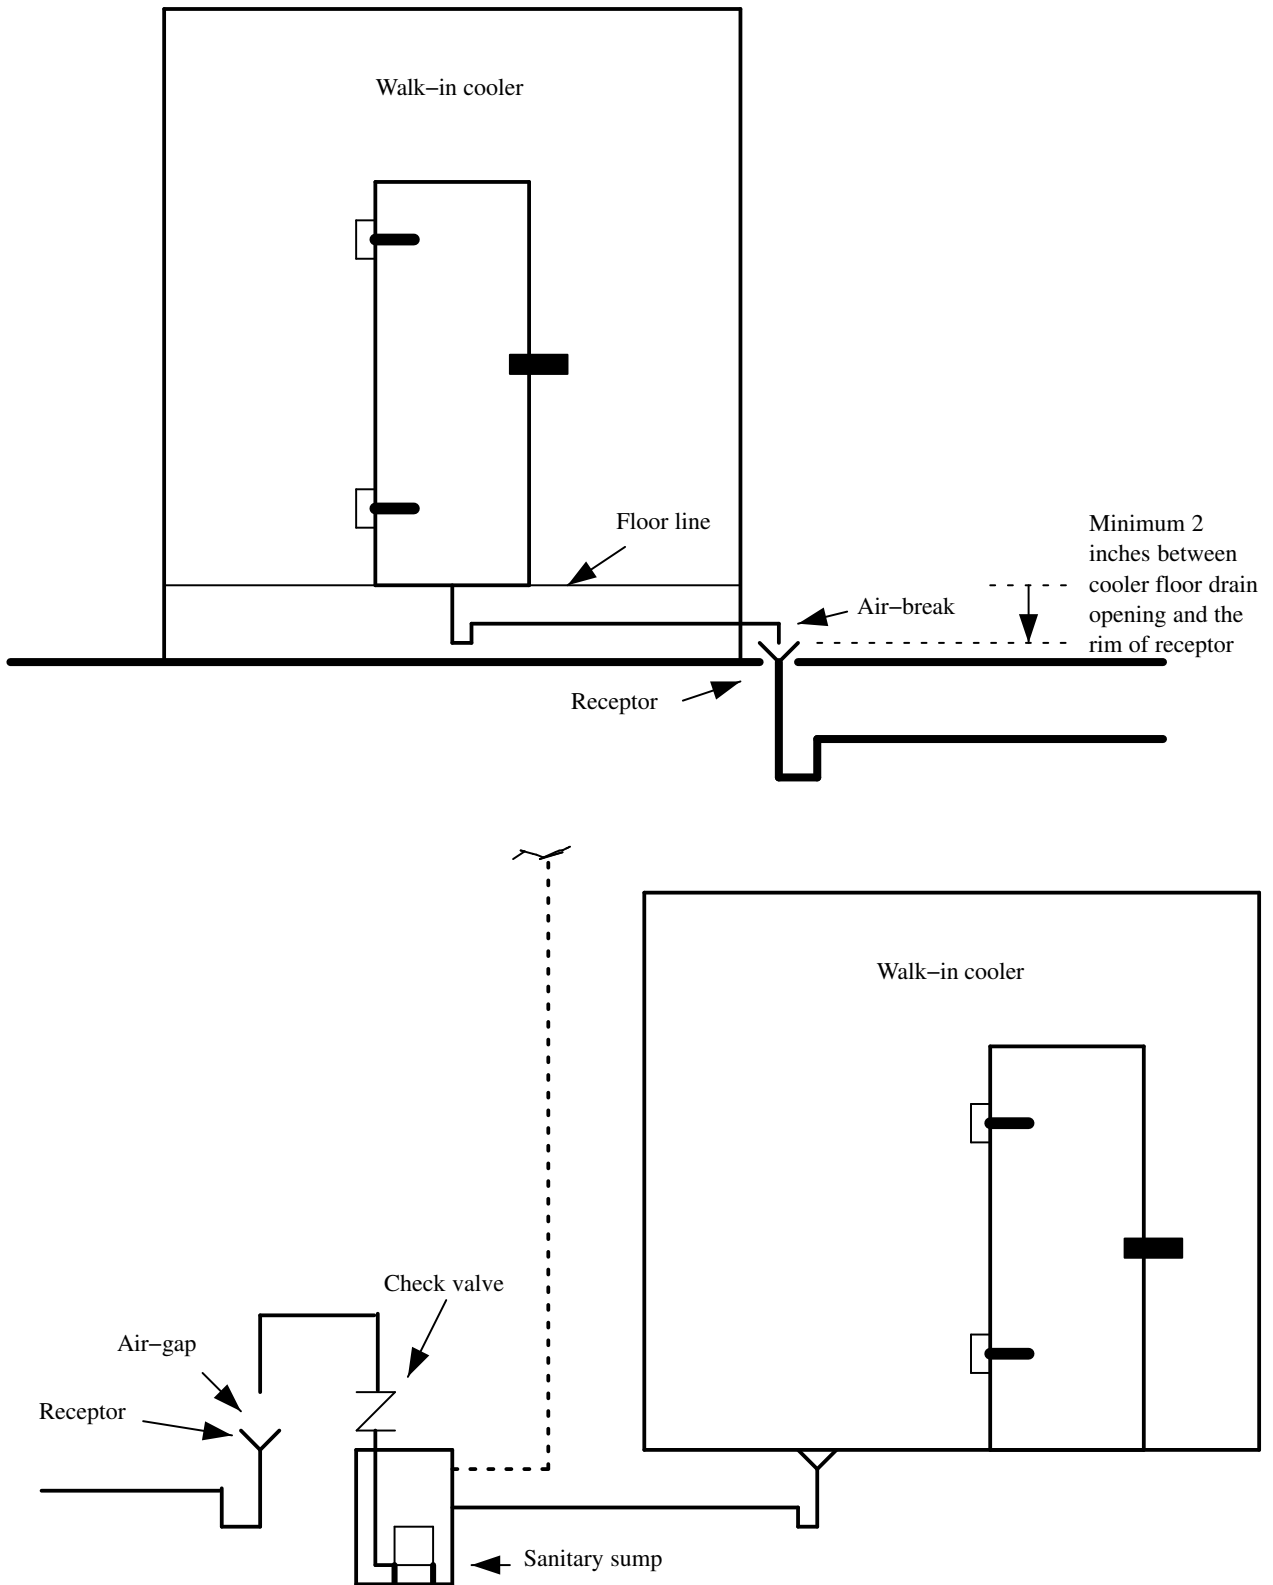 Walk−in cooler
Floor line
Minimum 2
inches between
cooler floor drain
opening and the
rim of receptor
Air−break
Receptor
Walk−in cooler
Check valve
Air−gap
Receptor
Sanitary sump